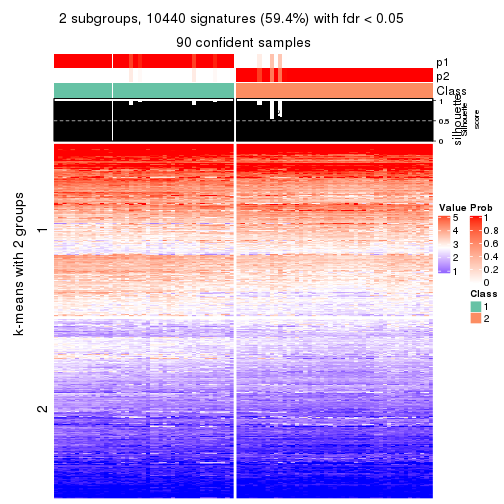 2 subgroups, 10440 signatures (59.4%) with fdr < 0.05
90 confident samples
p1
p2
Class
1
0.5
0
silhouette
Silhouette
score
k-means with 2 groups
1
2
Value
5
4
3
2
1
Prob
1
0.8
0.6
0.4
0.2
0
Class
1
2